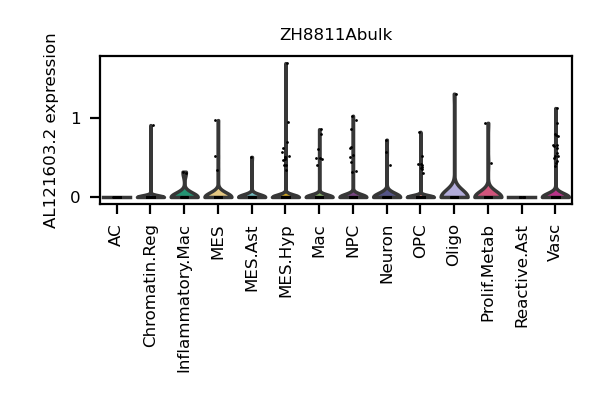 ZH8811Abulk
AL121603.2 expression
1
0
AC
Chromatin.Reg
Inflammatory.Mac
MES
MES.Ast
MES.Hyp
Mac
NPC
Neuron
OPC
Oligo
Prolif.Metab
Reactive.Ast
Vasc